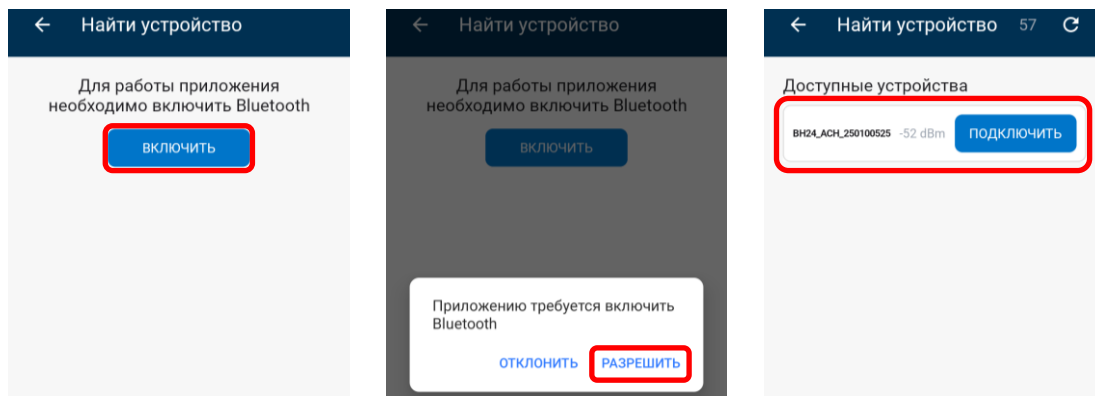 Найти устройство
Для работы приложения
необходимо включить Bluetooth
ВКЛЮЧИТЬ
Найти устройство
Для работы приложения
необходимо включить Bluetooth
ВКЛЮЧИТЬ
Приложению требуется включить
Bluetooth
ОТКЛОНИТЬ РАЗРЕШИТЬ
Найти устройство 57
Доступные устройства
BH24_ACH_250100525 -52 dBm ПОДКЛЮЧИТЬ